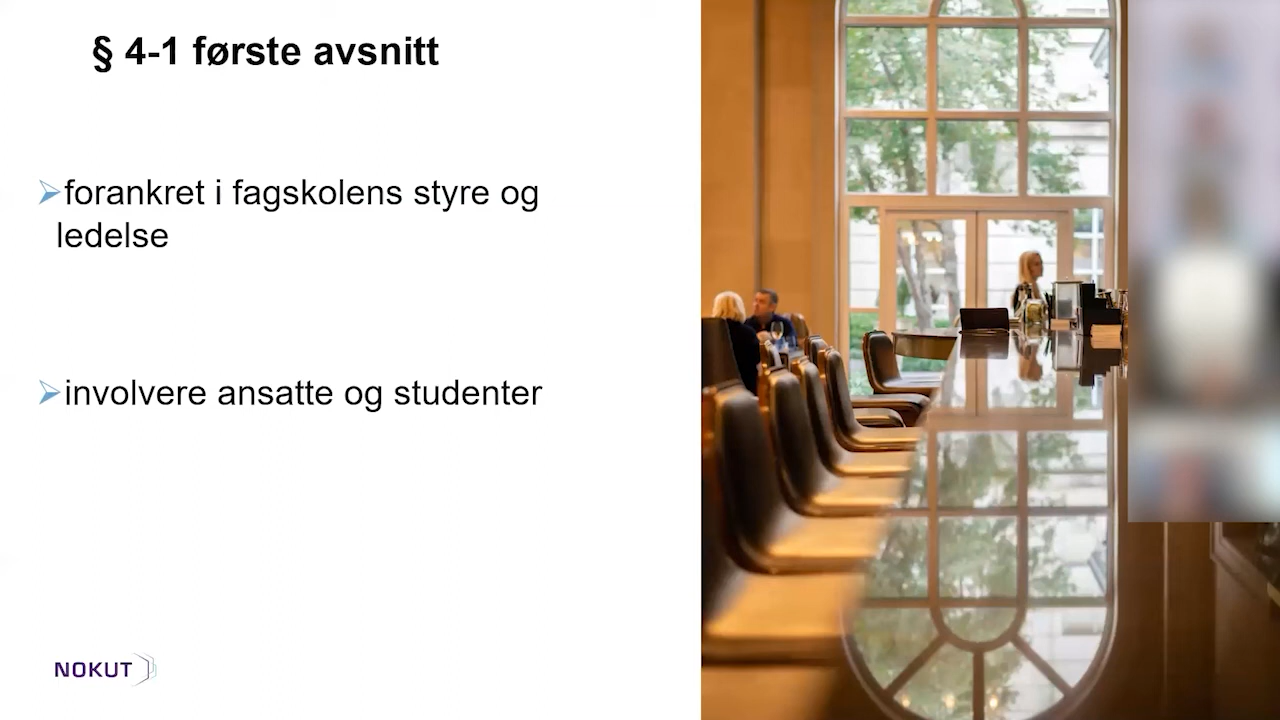 § 4-1 første avsnitt
forankret i fagskolens styre og
ledelse
involvere ansatte og studenter
NOKUT